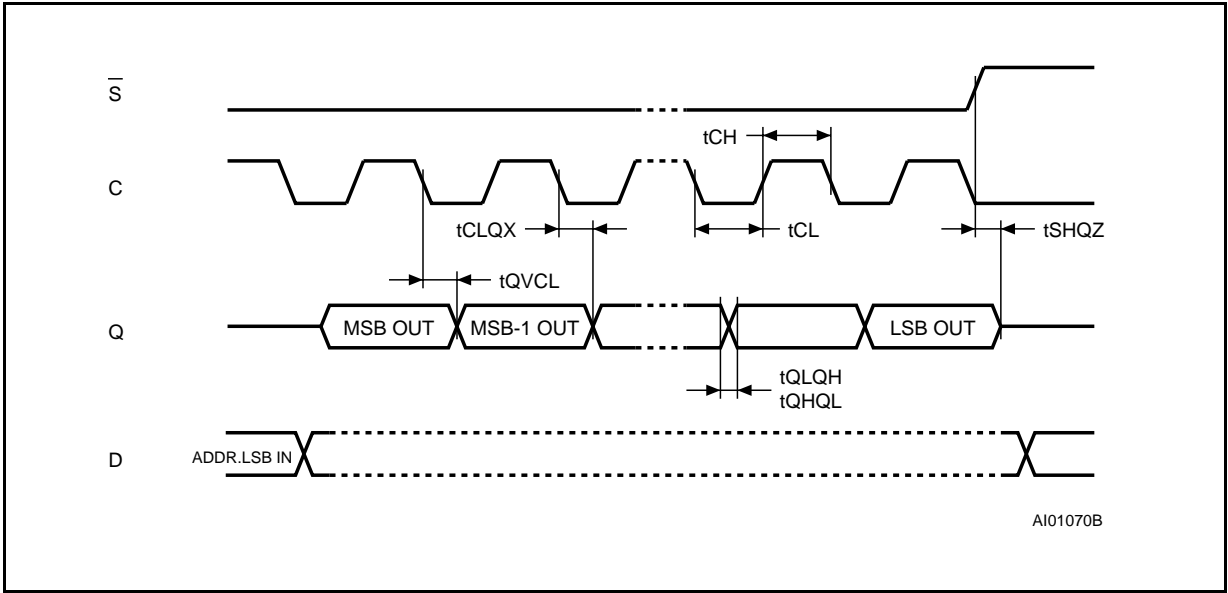 S
tCH
C
tCLQX
tCL
tSHQZ
tQVCL
Q
MSB OUT
MSB-1 OUT
LSB OUT
tQLQH
tQHQL
D
ADDR.LSB IN
AI01070B